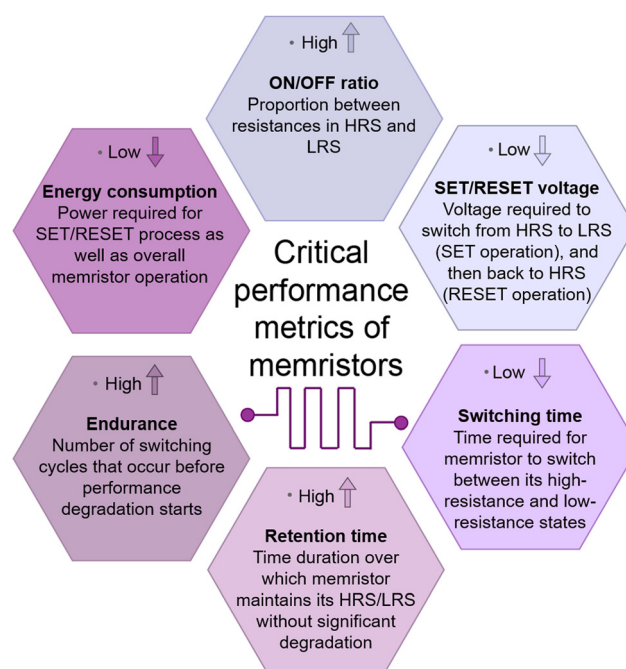 • High
ON/OFF ratio
Proportion between
resistances in HRS and
LRS
• Low
SET/RESET voltage
Voltage required to
switch from HRS to LRS
(SET operation), and
then back to HRS
(RESET operation)
• Low
Switching time
Time required for
memristor to switch
between its high-
resistance and low-
resistance states
• High
Retention time
Time duration over
which memristor
maintains its HRS/LRS
without significant
degradation
• High
Endurance
Number of switching
cycles that occur before
performance
degradation starts
• Low
Energy consumption
Power required for
SET/RESET process as
well as overall
memristor operation
Critical
performance
metrics of
memristors